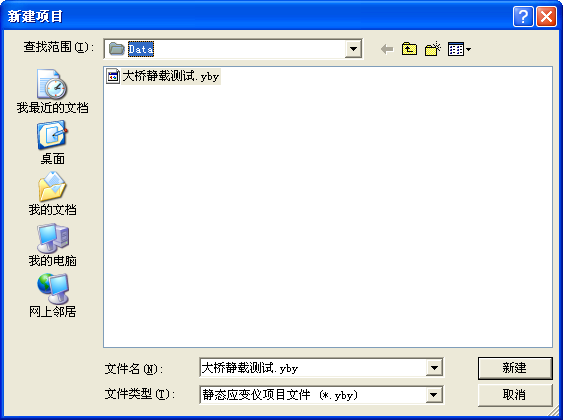 新建项目
查找范围(I):
Data
大桥静载测试.yby
我最近的文档
桌面
我的文档
我的电脑
网上邻居
文件名(N):
大桥静载测试.yby
新建
文件类型(T):
静态应变仪项目文件 (*.yby)
取消